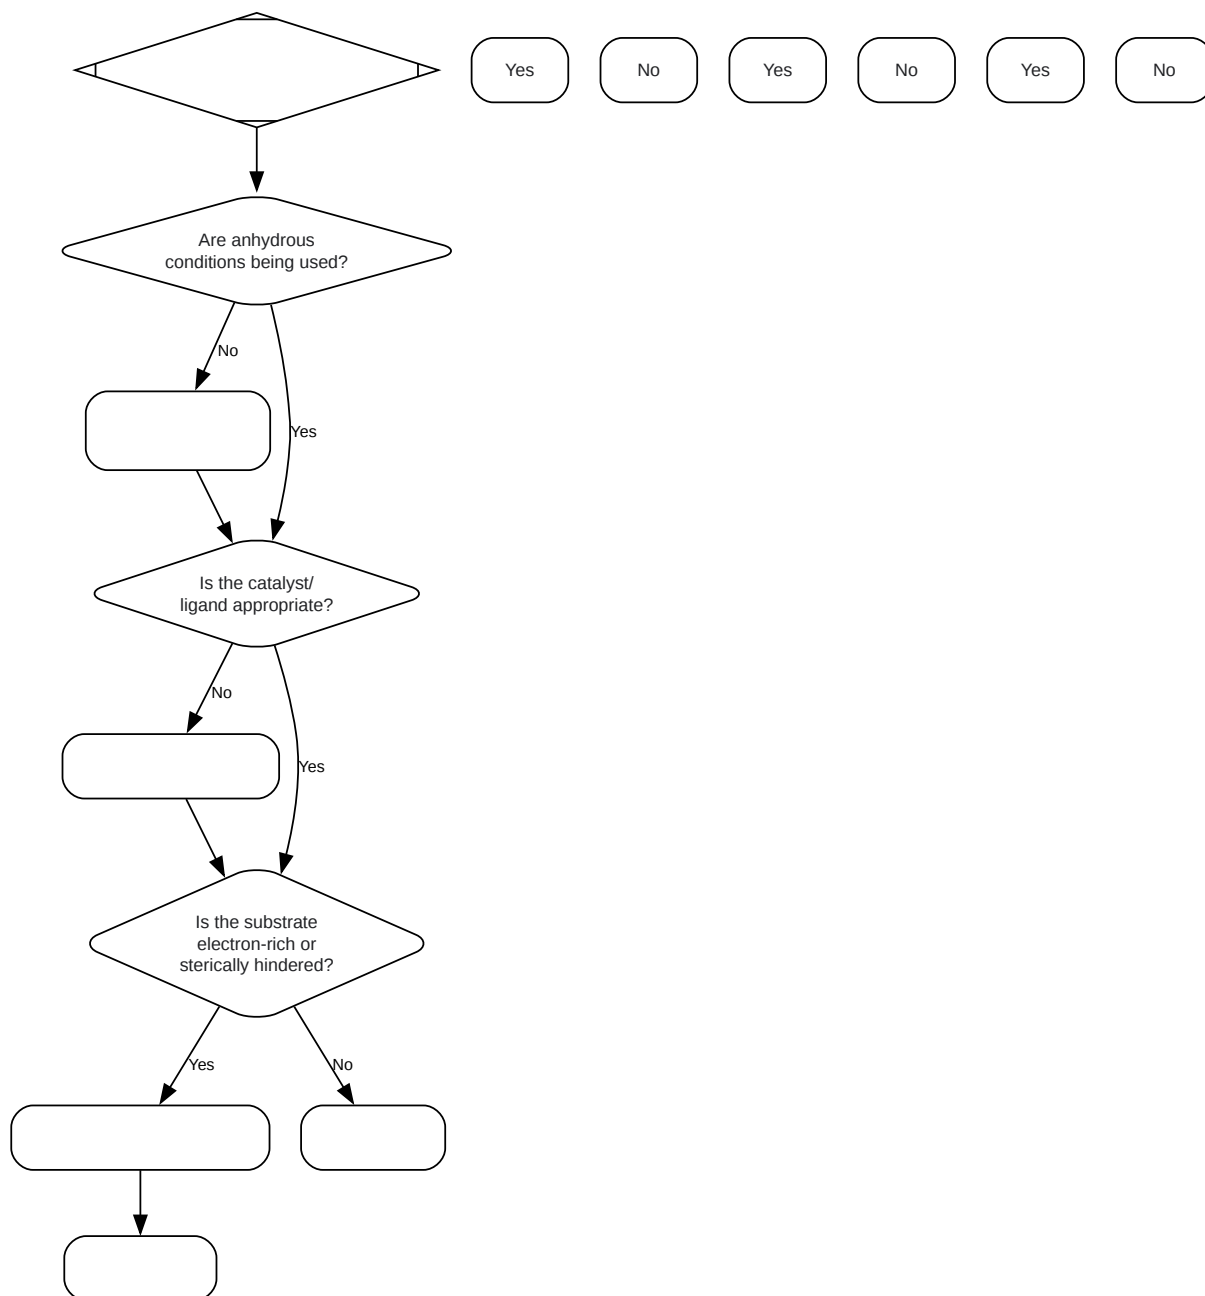 Yes
No
Yes
No
Yes
No
Are anhydrous
conditions being used?
No
Yes
Is the catalyst/
ligand appropriate?
No
Yes
Is the substrate
electron-rich or
sterically hindered?
Yes
No